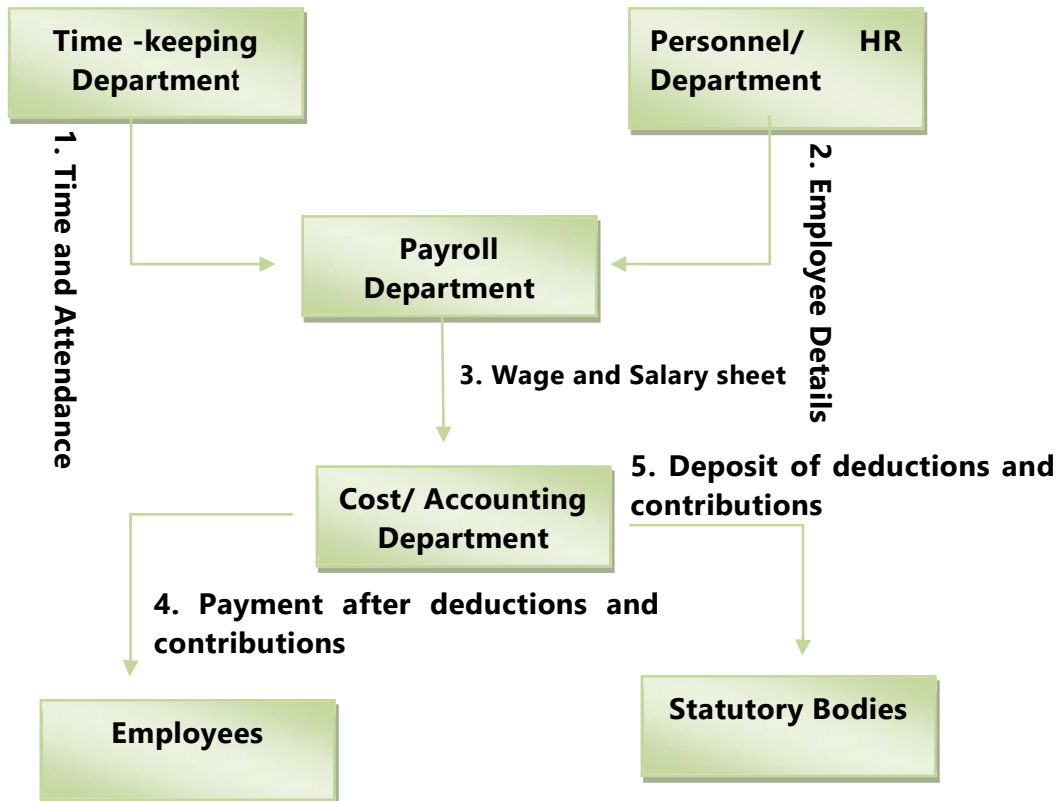 Time -keeping
Department
Personnel/ HR
Department
1. Time and Attendance
2. Employee Details
Payroll
Department
3. Wage and Salary sheet
Cost/ Accounting
Department
5. Deposit of deductions and
contributions
4. Payment after deductions and
contributions
Employees
Statutory Bodies